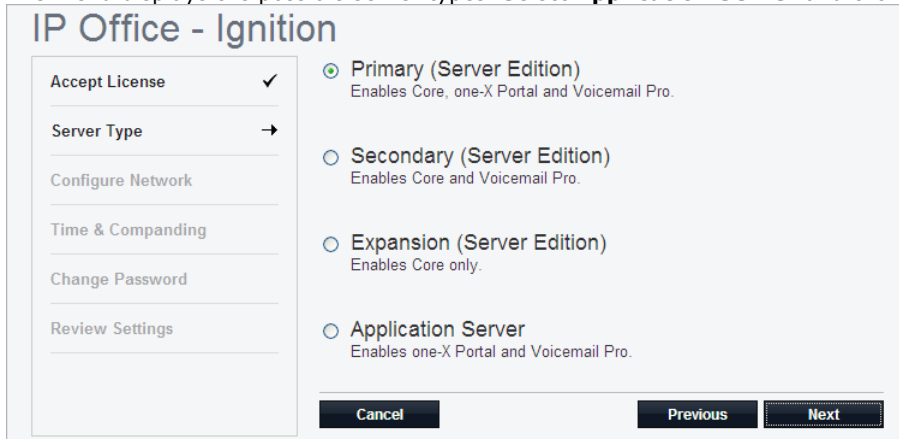 IP Office - Ignition
Accept License
Server Type
Configure Network
Time & Companding
Change Password
Review Settings
Primary (Server Edition)
Enables Core, one-X Portal and Voicemail Pro.
Secondary (Server Edition)
Enables Core and Voicemail Pro.
Expansion (Server Edition)
Enables Core only.
Application Server
Enables one-X Portal and Voicemail Pro.
Cancel
Previous
Next